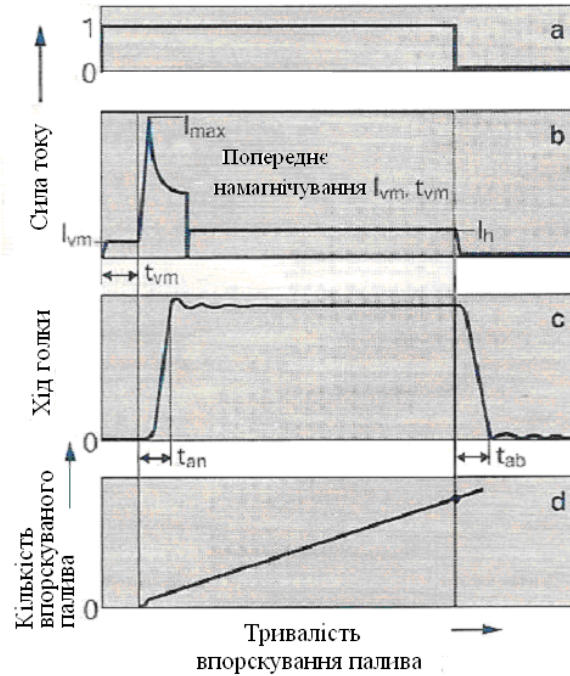 1
0
a
Сила току
b
Imax
Попереднє
намагнічування Ivm, tvm
Ivm
Ih
tvm
Хід голки
c
0
tan
tab
Кількість
впорскуваного
палива
d
0
Тривалість
впорскування палива